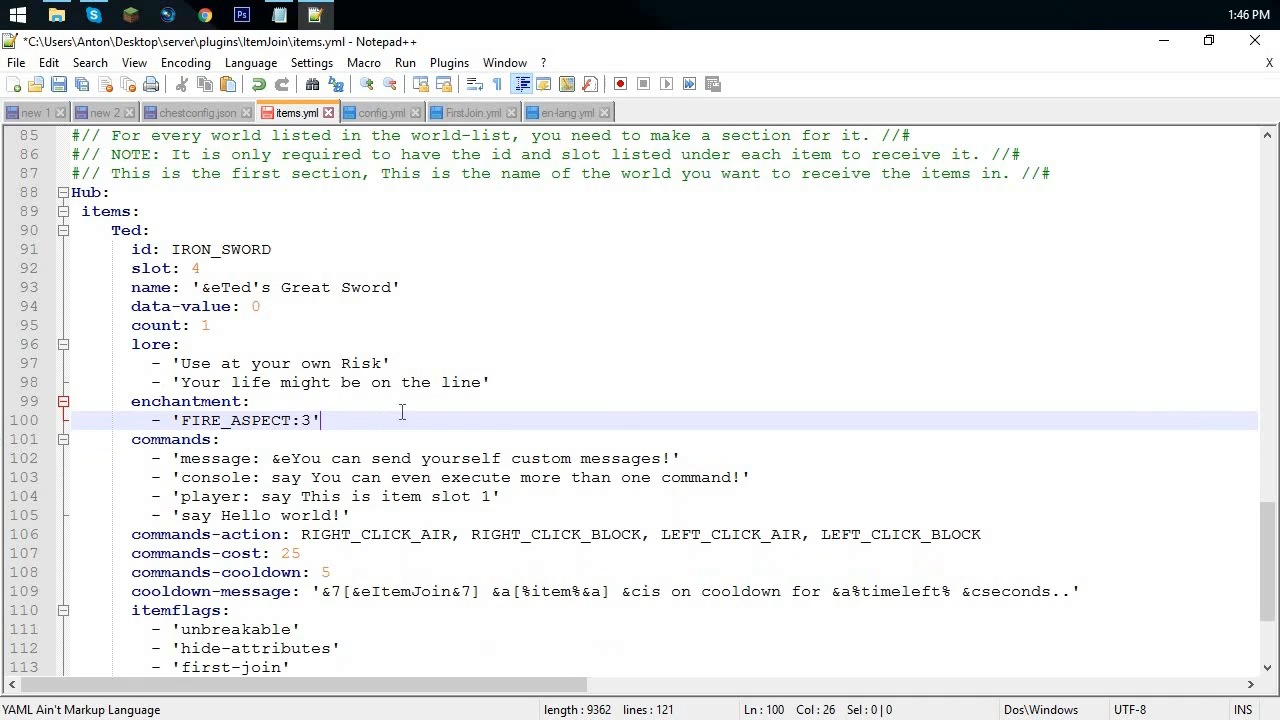 Ps
1:46 PM
*C:\Users\Anton\Desktop\server\plugins\ItemJoin\items.yml - Notepad++
File Edit Search View Encoding Language Settings Macro Run Plugins Window ? X
new 1 new 2 chestconfig.json items.yml config.yml FirstJoin.yml en-lang.yml
85 #// For every world listed in the world-list, you need to make a section for it. //#
86 #// NOTE: It is only required to have the id and slot listed under each item to receive it. //#
87 #// This is the first section, This is the name of the world you want to receive the items in. //#
88 Hub:
89 items:
90 Ted:
91 id: IRON_SWORD
92 slot: 4
93 name: '&eTed's Great Sword'
94 data-value: 0
95 count: 1
96 lore:
97 - 'Use at your own Risk'
98 - 'Your life might be on the line'
99 enchantment:
100 - 'FIRE_ASPECT:3'
101 commands:
102 - 'message: &eYou can send yourself custom messages!'
103 - 'console: say You can even execute more than one command!'
104 - 'player: say This is item slot 1'
105 - 'say Hello world!'
106 commands-action: RIGHT_CLICK_AIR, RIGHT_CLICK_BLOCK, LEFT_CLICK_AIR, LEFT_CLICK_BLOCK
107 commands-cost: 25
108 commands-cooldown: 5
109 cooldown-message: '&7[&eItemJoin&7] &a[%item%&a] &cis on cooldown for &a%timeleft% &cseconds..'
110 itemflags:
111 - 'unbreakable'
112 - 'hide-attributes'
113 - 'first-join'
YAML Ain't Markup Language length : 9362 lines : 121 Ln : 100 Col : 26 Sel : 0 | 0 Dos\Windows UTF-8 INS